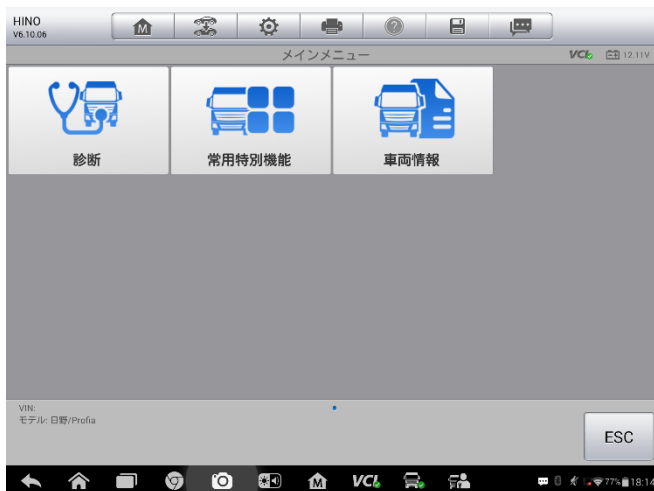 HINO
V6.10.06
M
?
メインメニュー
VCI
12.11V
診断
常用特別機能
車両情報
VIN:
モデル: 日野/Profia
ESC
M
VCI
77%
18:14